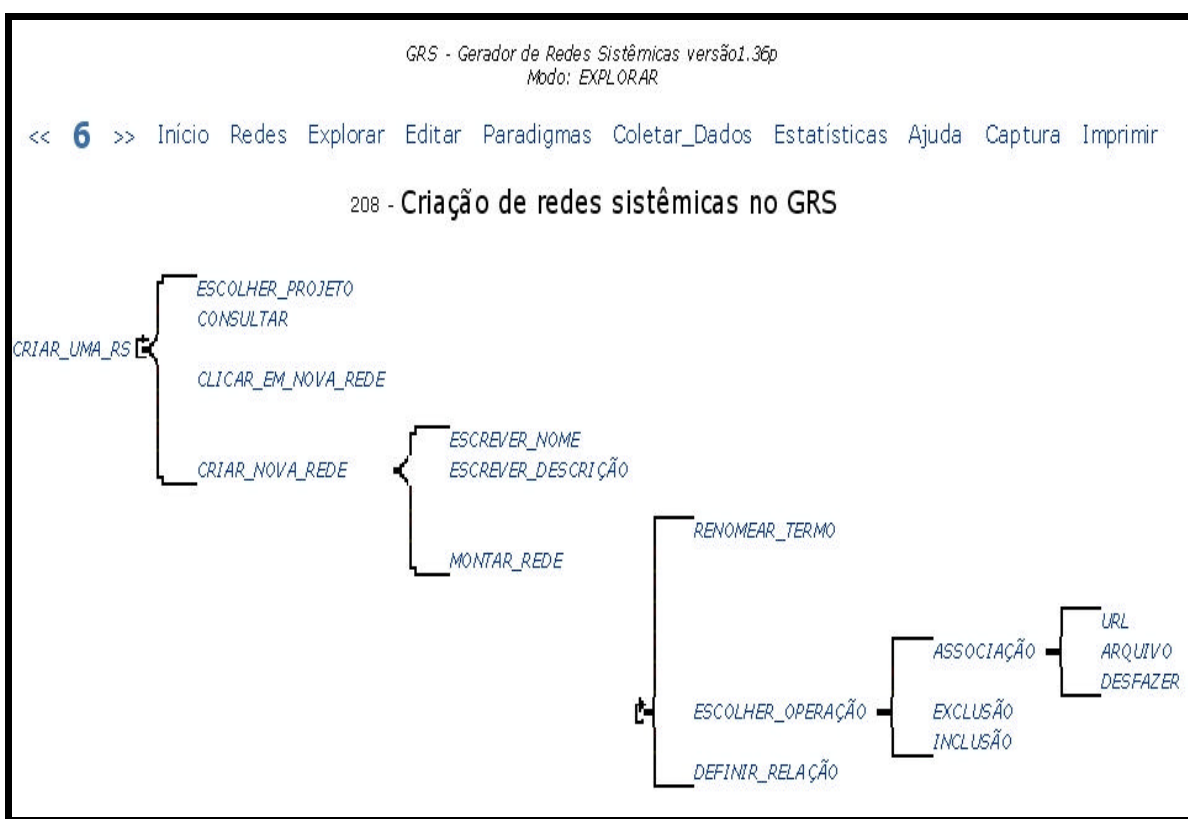 GRS - Gerador de Redes Sistêmicas versão1.36p
Modo: EXPLORAR
<< 6 >> Início Redes Explorar Editar Paradigmas Coletar_Dados Estatísticas Ajuda Captura Imprimir
208 - Criação de redes sistêmicas no GRS
ESCOLHER_PROJETO
CONSULTAR
CRIAR_UMA_RS
CLICAR_EM_NOVA_REDE
ESCREVER_NOME
CRIAR_NOVA_REDE ESCREVER_DESCRIÇÃO
RENOMEAR_TERMO
MONTAR_REDE
URL
ASSOCIAÇÃO ARQUIVO
DESFAZER
ESCOLHER_OPERAÇÃO EXCLUSÃO
INCLUSÃO
DEFINIR_RELAÇÃO